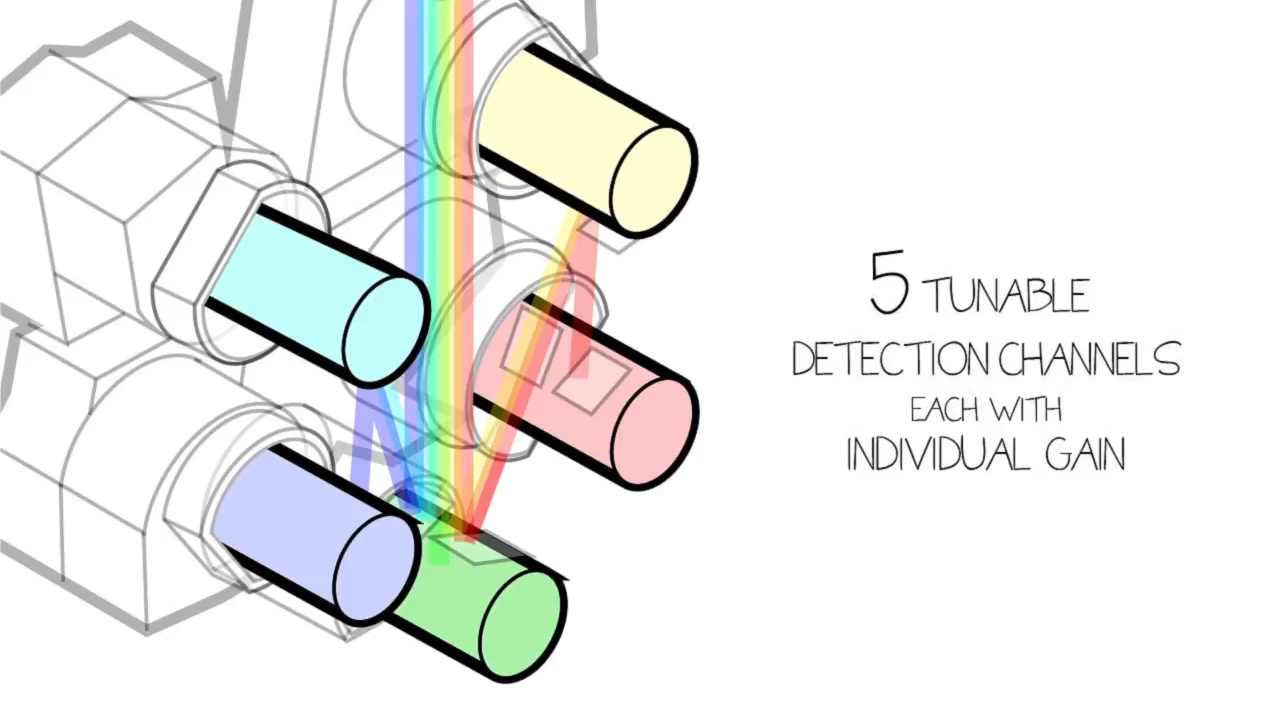 5 TUNABLE
DETECTION CHANNELS
EACH WITH
INDIVIDUAL GAIN